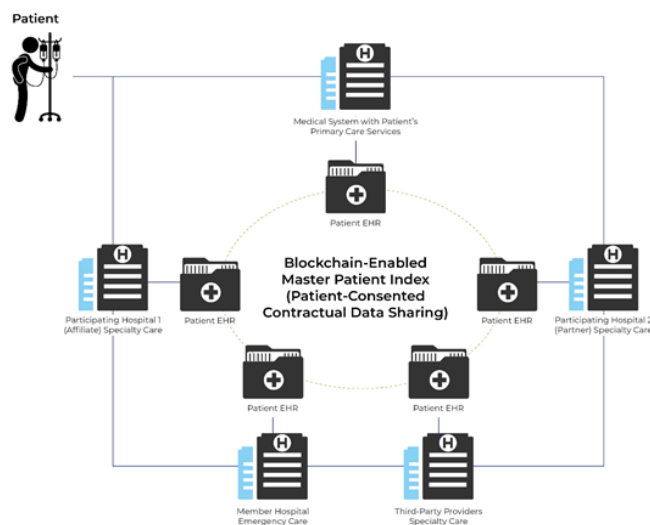 Patient
H
Medical System with Patient's
Primary Care Services
Patient EHR
Blockchain-Enabled
Master Patient Index
(Patient-Consented
Contractual Data Sharing)
H
Participating Hospital 1
(Affiliate) Specialty Care
Patient EHR
Patient EHR
H
Participating Hospital 2
(Partner) Specialty Care
Patient EHR
Patient EHR
H
Member Hospital
Emergency Care
H
Third-Party Providers
Specialty Care